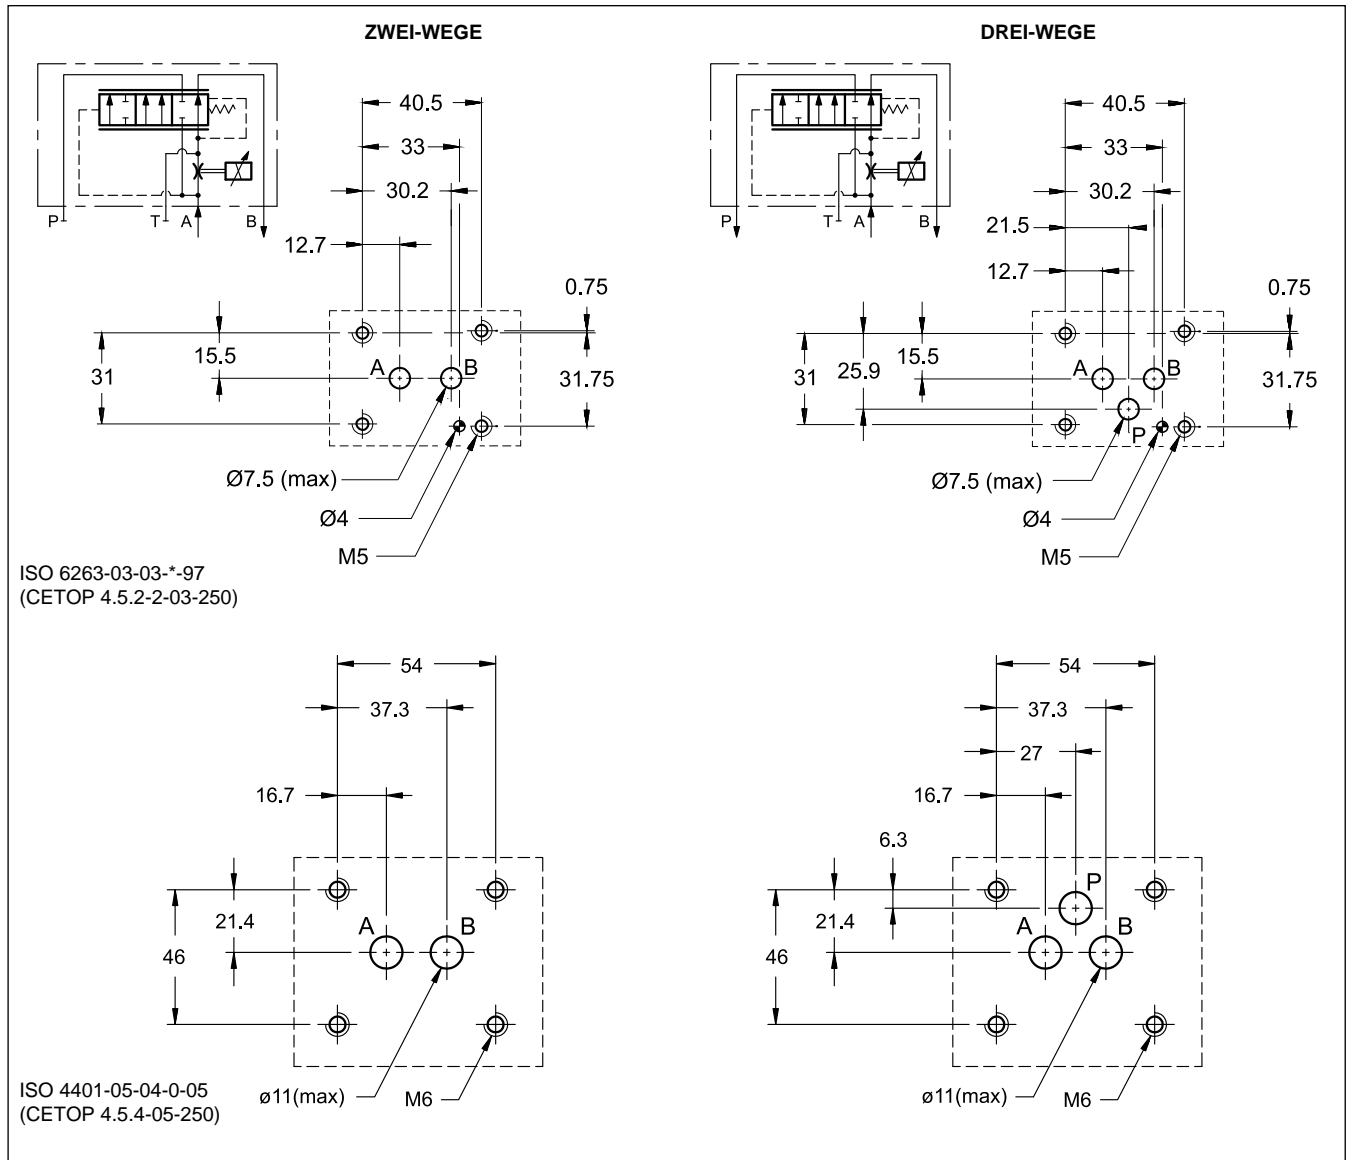 ZWEI-WEGE
DREI-WEGE
P T A B
40.5
33
30.2
12.7
0.75
15.5
31
31.75
A B
Ø7.5 (max)
Ø4
M5
P T A B
40.5
33
30.2
21.5
12.7
0.75
15.5
25.9
31
31.75
A B
P
Ø7.5 (max)
Ø4
M5
ISO 6263-03-03-*-97
(CETOP 4.5.2-2-03-250)
54
37.3
16.7
21.4
46
A B
ø11(max)
M6
54
37.3
27
16.7
6.3
21.4
46
P
A B
ø11(max)
M6
ISO 4401-05-04-0-05
(CETOP 4.5.4-05-250)